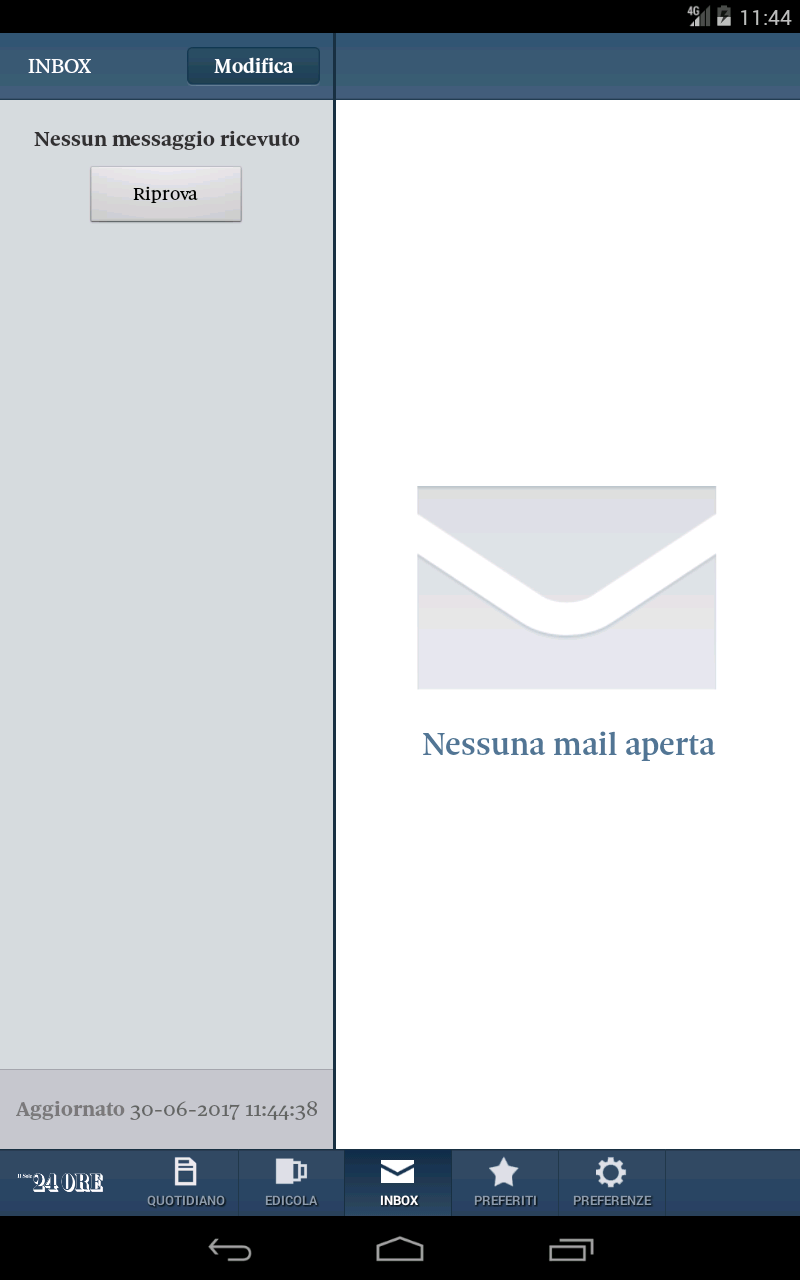 4G 11:44
INBOX
Modifica
Nessun messaggio ricevuto
Riprova
Nessuna mail aperta
Aggiornato 30-06-2017 11:44:38
24 ORE
QUOTIDIANO
EDICOLA
INBOX
PREFERITI
PREFERENZE